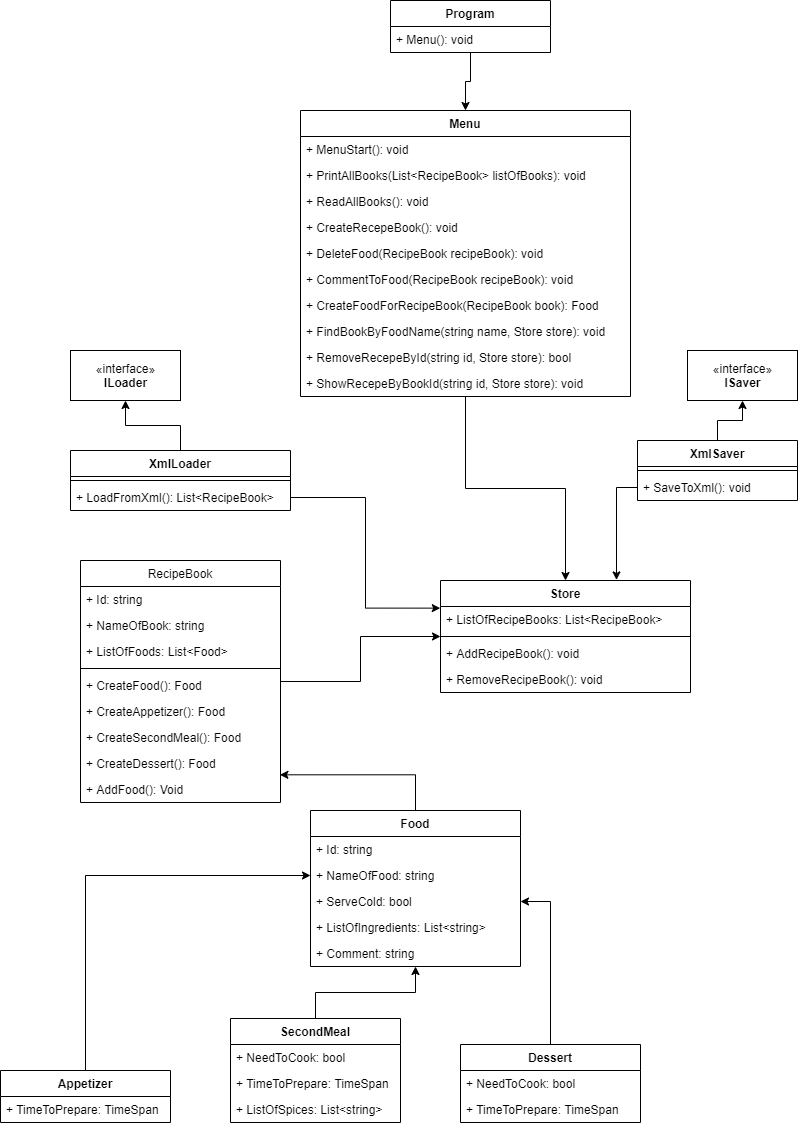 Program
+ Menu(): void
Menu
+ MenuStart(): void
+ PrintAllBooks(List<RecipeBook> listOfBooks): void
+ ReadAllBooks(): void
+ CreateRecepeBook(): void
+ DeleteFood(RecipeBook recipeBook): void
+ CommentToFood(RecipeBook recipeBook): void
+ CreateFoodForRecipeBook(RecipeBook book): Food
+ FindBookByFoodName(string name, Store store): void
+ RemoveRecepeById(string id, Store store): bool
+ ShowRecepeByBookId(string id, Store store): void
«interface»
ILoader
«interface»
ISaver
XmlLoader
+ LoadFromXml(): List<RecipeBook>
XmlSaver
+ SaveToXml(): void
RecipeBook
+ Id: string
+ NameOfBook: string
+ ListOfFoods: List<Food>
+ CreateFood(): Food
+ CreateAppetizer(): Food
+ CreateSecondMeal(): Food
+ CreateDessert(): Food
+ AddFood(): Void
Store
+ ListOfRecipeBooks: List<RecipeBook>
+ AddRecipeBook(): void
+ RemoveRecipeBook(): void
Food
+ Id: string
+ NameOfFood: string
+ ServeCold: bool
+ ListOfIngredients: List<string>
+ Comment: string
Appetizer
+ TimeToPrepare: TimeSpan
SecondMeal
+ NeedToCook: bool
+ TimeToPrepare: TimeSpan
+ ListOfSpices: List<string>
Dessert
+ NeedToCook: bool
+ TimeToPrepare: TimeSpan